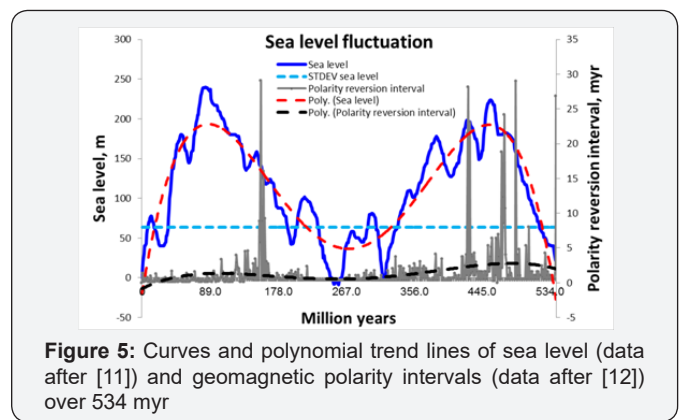 Sea level fluctuation
Sea level
STDEV sea level
Polarity reversion interval
Poly. (Sea level)
Poly. (Polarity reversion interval)
Sea level, m
300
250
200
150
100
50
0
-50
35
30
25
20
15
10
5
0
-5
Polarity reversion interval, myr
0 89.0 178.0 267.0 356.0 445.0 534.0
Million years
Figure 5: Curves and polynomial trend lines of sea level (data
after [11]) and geomagnetic polarity intervals (data after [12])
over 534 myr